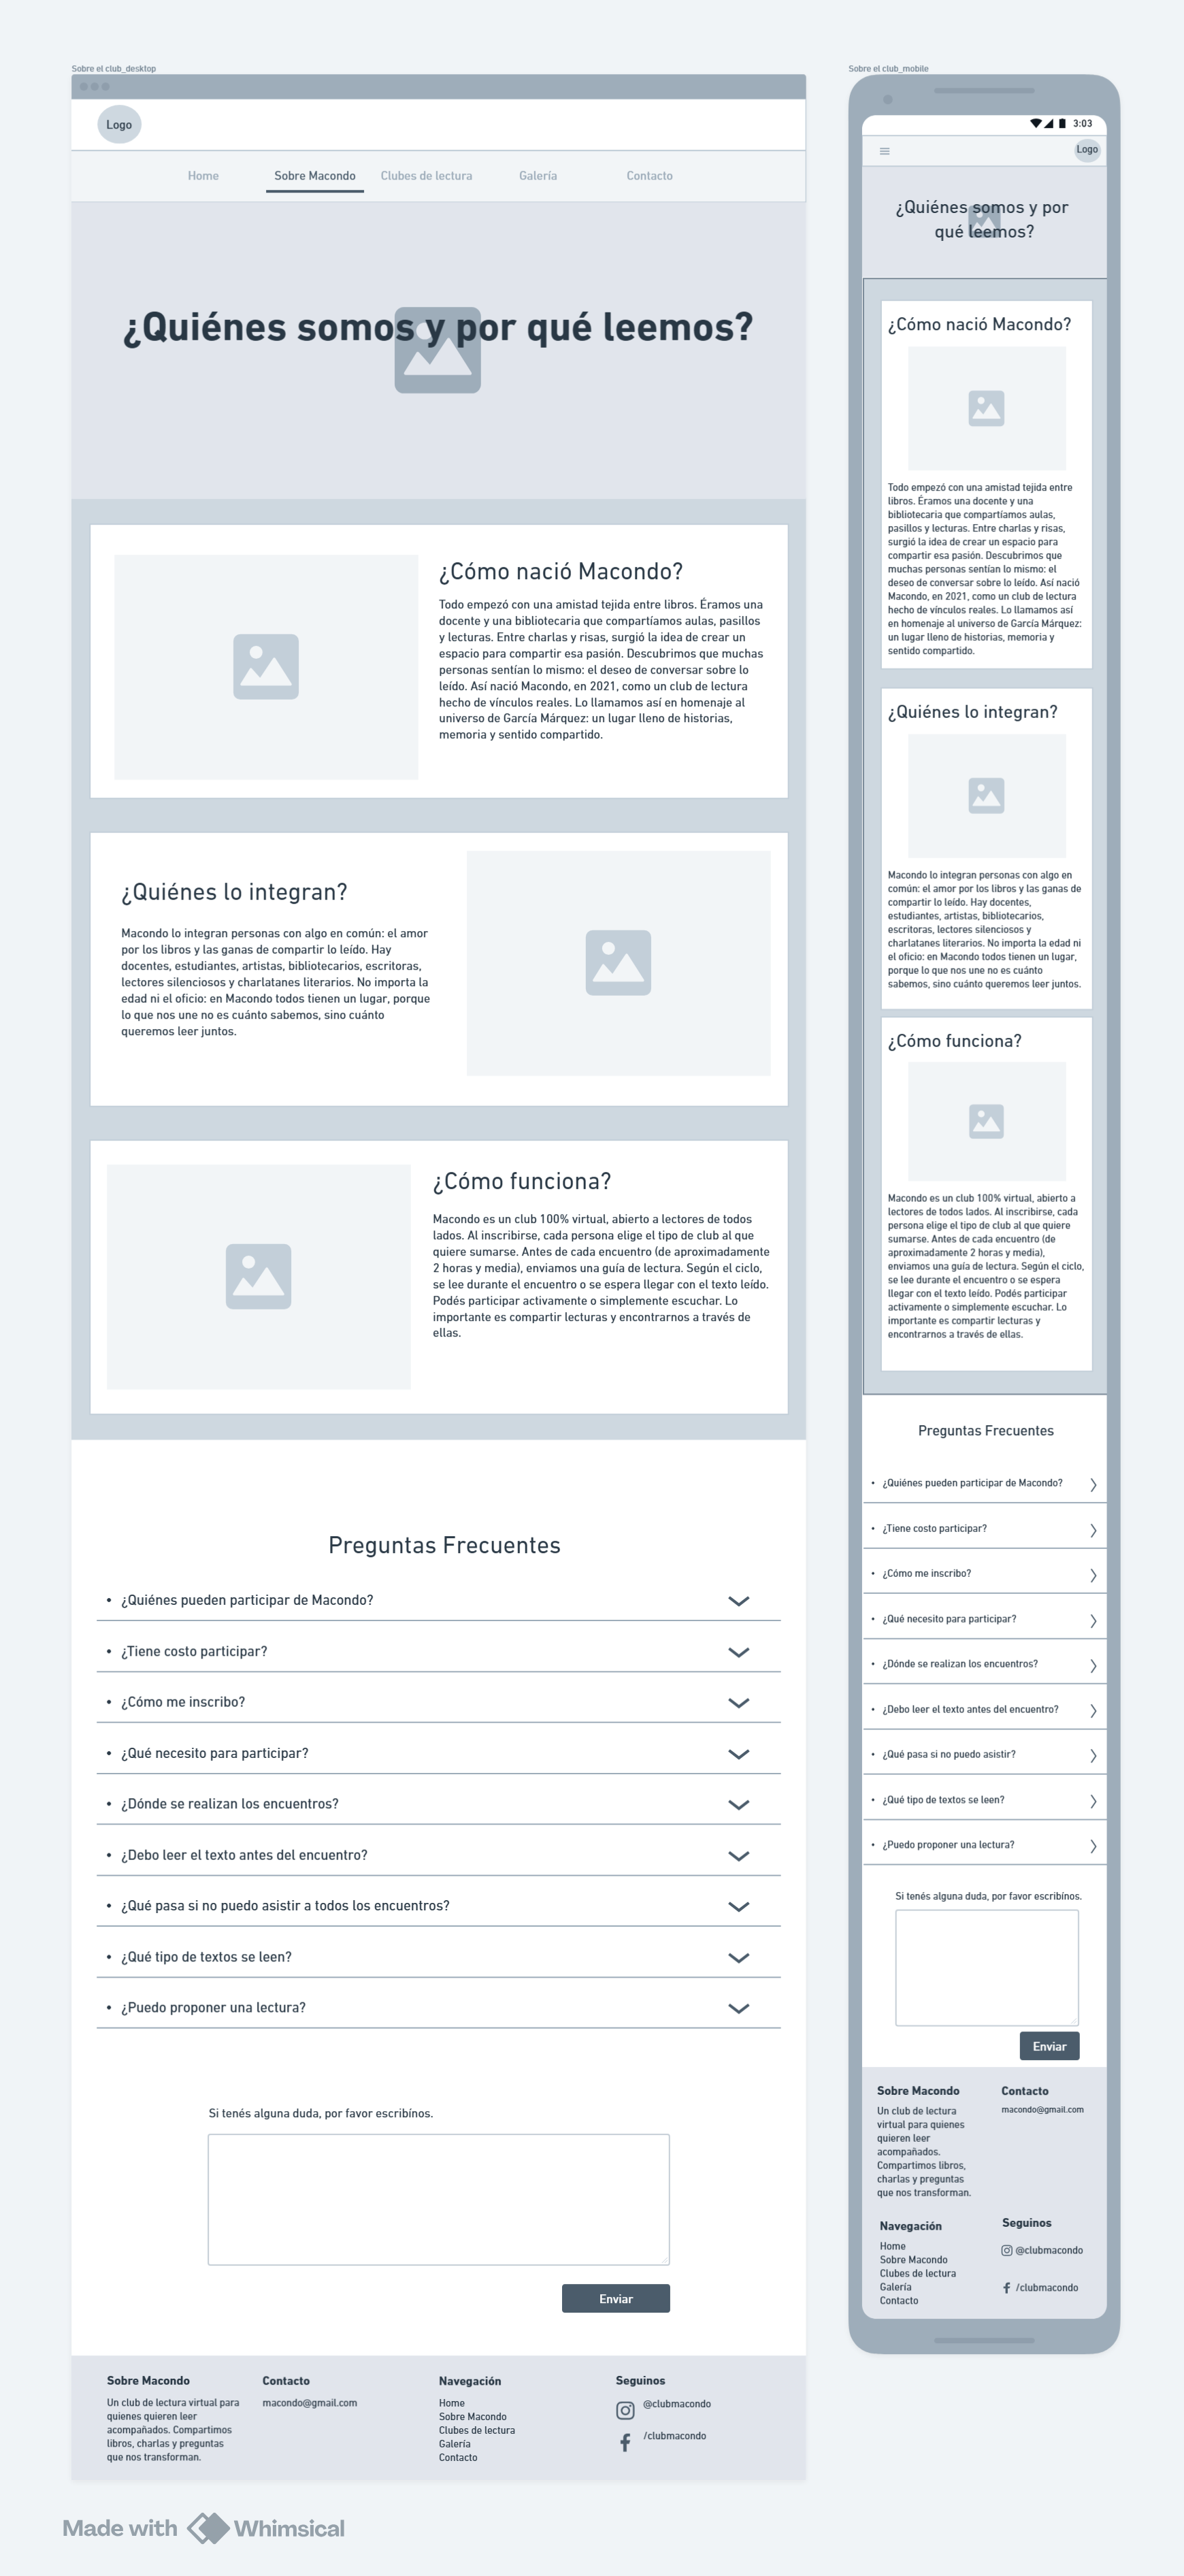 Sobre el club_desktop
Logo
Home
Sobre Macondo
Clubes de lectura
Galería
Contacto
¿Quiénes somos y por qué leemos?
¿Cómo nació Macondo?
Todo empezó con una amistad tejida entre libros. Éramos una
docente y una bibliotecaria que compartíamos aulas, pasillos
y lecturas. Entre charlas y risas, surgió la idea de crear un
espacio para compartir esa pasión. Descubrimos que muchas
personas sentían lo mismo: el deseo de conversar sobre lo
leído. Así nació Macondo, en 2021, como un club de lectura
hecho de vínculos reales. Lo llamamos así en homenaje al
universo de García Márquez: un lugar lleno de historias,
memoria y sentido compartido.
¿Quiénes lo integran?
Macondo lo integran personas con algo en común: el amor
por los libros y las ganas de compartir lo leído. Hay
docentes, estudiantes, artistas, bibliotecarios, escritoras,
lectores silenciosos y charlatanes literarios. No importa la
edad ni el oficio: en Macondo todos tienen un lugar, porque
lo que nos une no es cuánto sabemos, sino cuánto
queremos leer juntos.
¿Cómo funciona?
Macondo es un club 100% virtual, abierto a lectores de todos
lados. Al inscribirse, cada persona elige el tipo de club al que
quiere sumarse. Antes de cada encuentro (de aproximadamente
2 horas y media), enviamos una guía de lectura. Según el ciclo,
se lee durante el encuentro o se espera llegar con el texto leído.
Podés participar activamente o simplemente escuchar. Lo
importante es compartir lecturas y encontrarnos a través de
ellas.
Preguntas Frecuentes
• ¿Quiénes pueden participar de Macondo?
• ¿Tiene costo participar?
• ¿Cómo me inscribo?
• ¿Qué necesito para participar?
• ¿Dónde se realizan los encuentros?
• ¿Debo leer el texto antes del encuentro?
• ¿Qué pasa si no puedo asistir a todos los encuentros?
• ¿Qué tipo de textos se leen?
• ¿Puedo proponer una lectura?
Si tenés alguna duda, por favor escribínos.
Enviar
Sobre Macondo
Un club de lectura virtual para
quienes quieren leer
acompañados. Compartimos
libros, charlas y preguntas
que nos transforman.
Contacto
macondo@gmail.com
Navegación
Home
Sobre Macondo
Clubes de lectura
Galería
Contacto
Seguinos
@clubmacondo
/clubmacondo
Sobre el club_mobile
3:03
Logo
¿Quiénes somos y por
qué leemos?
¿Cómo nació Macondo?
Todo empezó con una amistad tejida entre
libros. Éramos una docente y una
bibliotecaria que compartíamos aulas,
pasillos y lecturas. Entre charlas y risas,
surgió la idea de crear un espacio para
compartir esa pasión. Descubrimos que
muchas personas sentían lo mismo: el
deseo de conversar sobre lo leído. Así nació
Macondo, en 2021, como un club de lectura
hecho de vínculos reales. Lo llamamos así
en homenaje al universo de García Márquez:
un lugar lleno de historias, memoria y
sentido compartido.
¿Quiénes lo integran?
Macondo lo integran personas con algo en
común: el amor por los libros y las ganas de
compartir lo leído. Hay docentes,
estudiantes, artistas, bibliotecarios,
escritoras, lectores silenciosos y
charlatanes literarios. No importa la edad ni
el oficio: en Macondo todos tienen un lugar,
porque lo que nos une no es cuánto
sabemos, sino cuánto queremos leer juntos.
¿Cómo funciona?
Macondo es un club 100% virtual, abierto a
lectores de todos lados. Al inscribirse, cada
persona elige el tipo de club al que quiere
sumarse. Antes de cada encuentro (de
aproximadamente 2 horas y media),
enviamos una guía de lectura. Según el ciclo,
se lee durante el encuentro o se espera
llegar con el texto leído. Podés participar
activamente o simplemente escuchar. Lo
importante es compartir lecturas y
encontrarnos a través de ellas.
Preguntas Frecuentes
• ¿Quiénes pueden participar de Macondo?
• ¿Tiene costo participar?
• ¿Cómo me inscribo?
• ¿Qué necesito para participar?
• ¿Dónde se realizan los encuentros?
• ¿Debo leer el texto antes del encuentro?
• ¿Qué pasa si no puedo asistir?
• ¿Qué tipo de textos se leen?
• ¿Puedo proponer una lectura?
Si tenés alguna duda, por favor escribínos.
Enviar
Sobre Macondo
Un club de lectura
virtual para quienes
quieren leer
acompañados.
Compartimos libros,
charlas y preguntas
que nos transforman.
Contacto
macondo@gmail.com
Navegación
Home
Sobre Macondo
Clubes de lectura
Galería
Contacto
Seguinos
@clubmacondo
/clubmacondo
Made with Whimsical